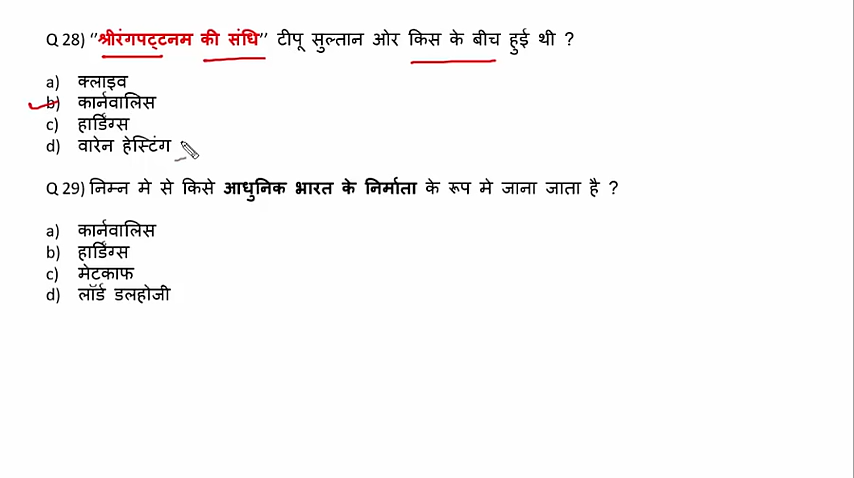 Q 28) "श्रीरंगपट्टनम की संधि" टीपू सुल्तान ओर किस के बीच हुई थी ?
a) क्लाइव
b) कार्नवालिस
c) हार्डिंग्स
d) वारेन हेस्टिंग
Q 29) निम्न मे से किसे आधुनिक भारत के निर्माता के रूप मे जाना जाता है ?
a) कार्नवालिस
b) हार्डिंग्स
c) मेटकाफ
d) लॉर्ड डलहोजी